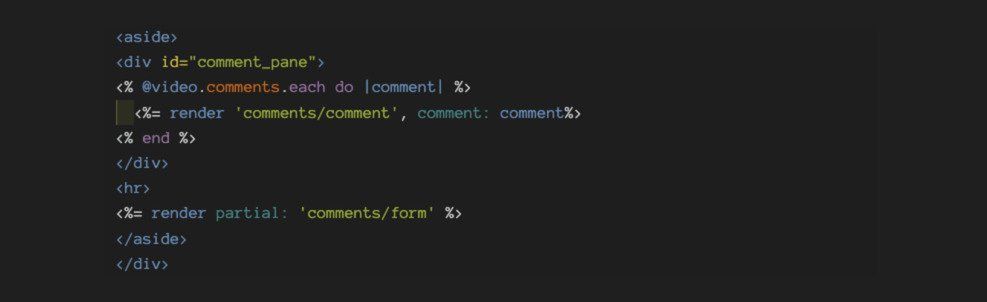 <aside>
<div id="comment_pane">
<% @video.comments.each do |comment| %>
<%= render 'comments/comment', comment: comment%>
<% end %>
</div>
<hr>
<%= render partial: 'comments/form' %>
</aside>
</div>